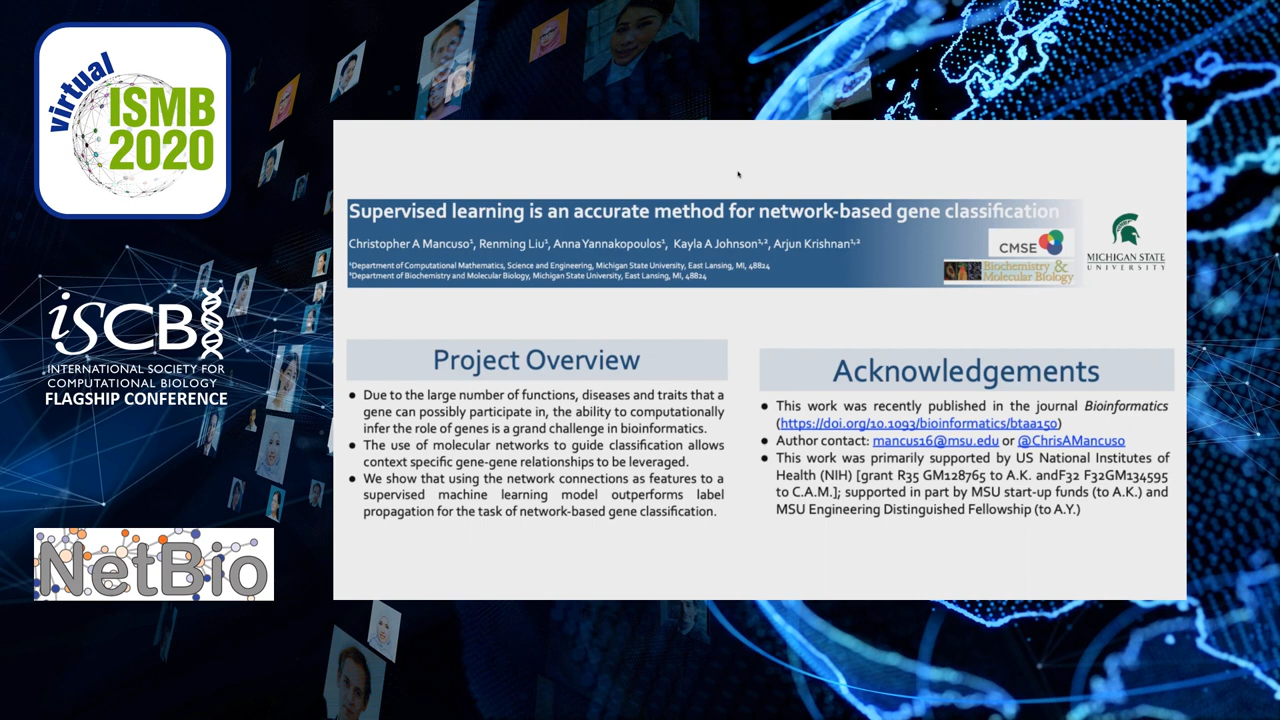 virtual
ISMB
2020
iSCB
INTERNATIONAL SOCIETY FOR
COMPUTATIONAL BIOLOGY
FLAGSHIP CONFERENCE
NetBio
Supervised learning is an accurate method for network-based gene classification
Christopher A Mancuso¹, Renming Liu¹, Anna Yannakopoulos¹, Kayla A Johnson¹,², Arjun Krishnan¹,²
¹Department of Computational Mathematics, Science and Engineering, Michigan State University, East Lansing, MI, 48824
²Department of Biochemistry and Molecular Biology, Michigan State University, East Lansing, MI, 48824
CMSE
Biochemistry &
Molecular Biology
MICHIGAN STATE
UNIVERSITY
Project Overview
● Due to the large number of functions, diseases and traits that a
gene can possibly participate in, the ability to computationally
infer the role of genes is a grand challenge in bioinformatics.
● The use of molecular networks to guide classification allows
context specific gene-gene relationships to be leveraged.
● We show that using the network connections as features to a
supervised machine learning model outperforms label
propagation for the task of network-based gene classification.
Acknowledgements
● This work was recently published in the journal Bioinformatics
(https://doi.org/10.1093/bioinformatics/btaa150)
● Author contact: mancus16@msu.edu or @ChrisAMancuso
● This work was primarily supported by US National Institutes of
Health (NIH) [grant R35 GM128765 to A.K. andF32 F32GM134595
to C.A.M.]; supported in part by MSU start-up funds (to A.K.) and
MSU Engineering Distinguished Fellowship (to A.Y.)